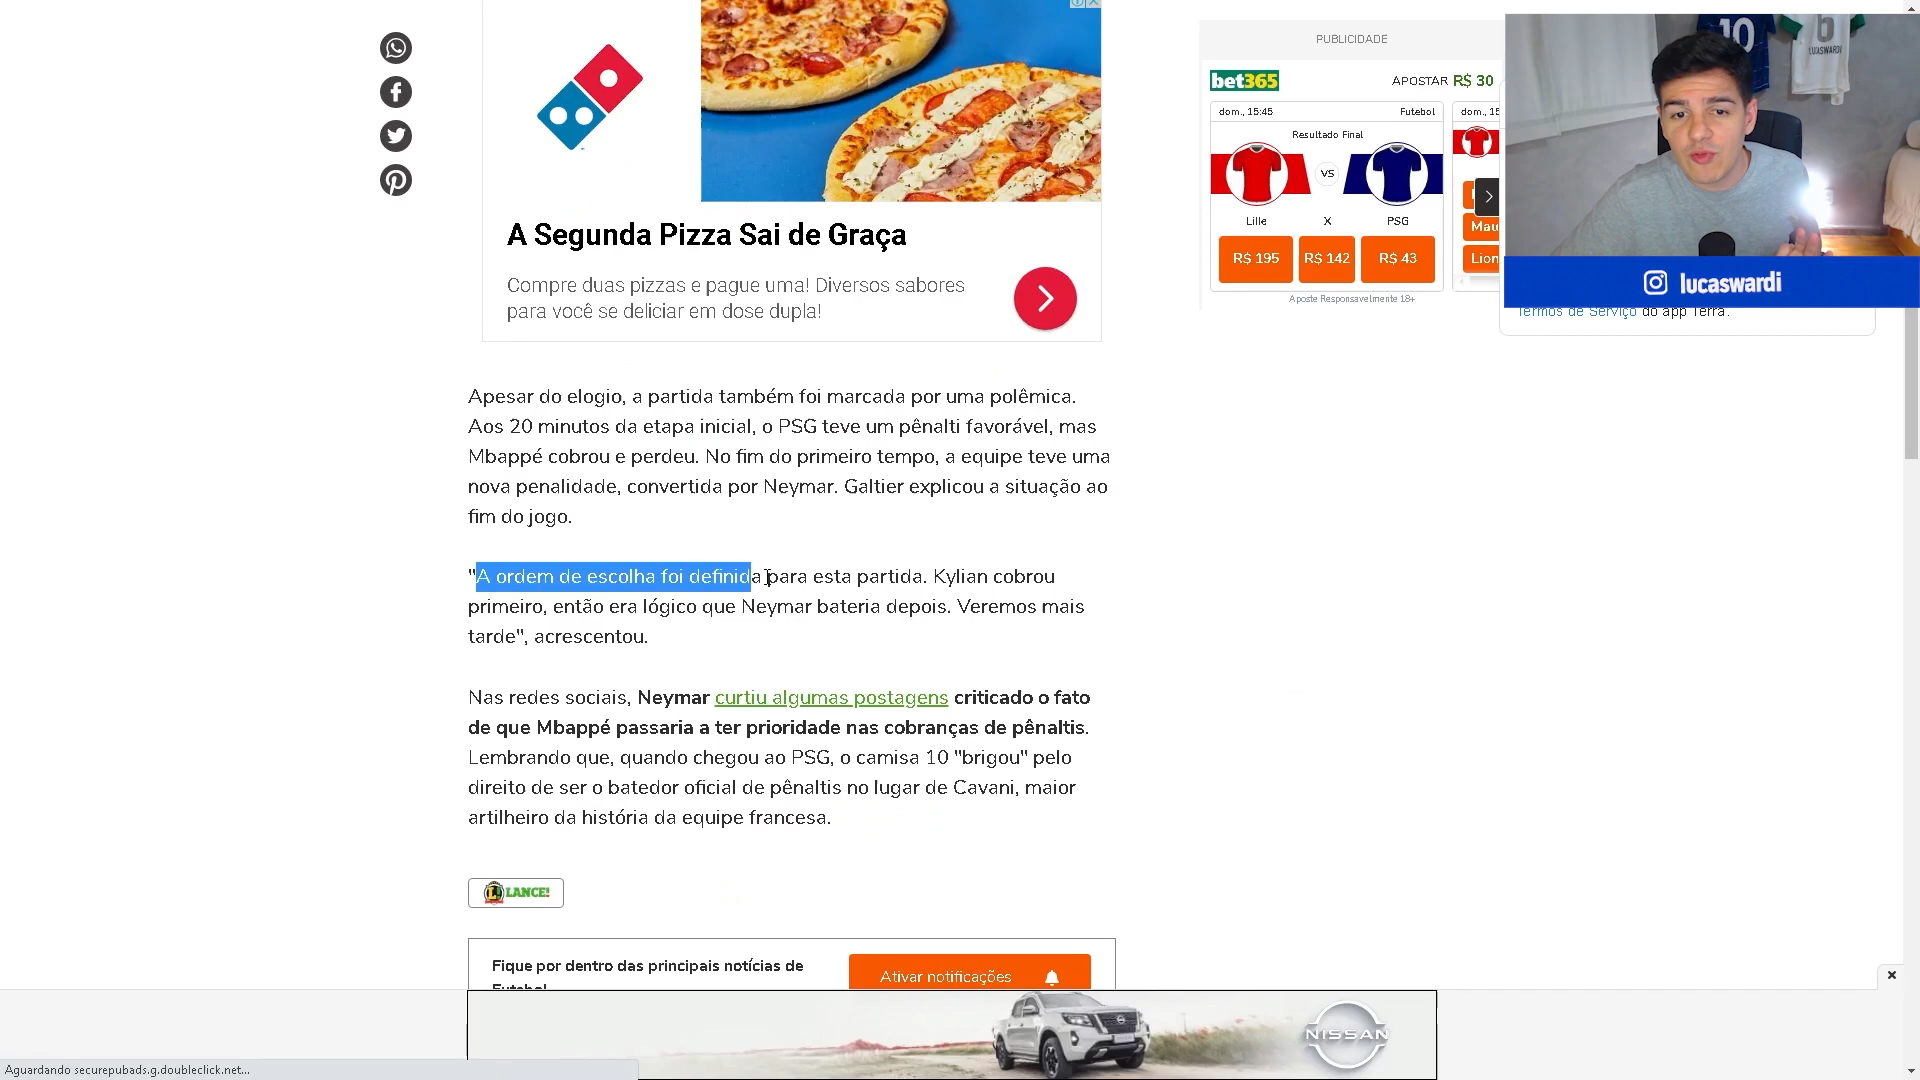 PUBLICIDADE
bet365
APOSTAR R$ 30
dom., 15:45
Futebol
dom., 15
Resultado Final
vs
Lille
X
PSG
Mau
R$ 195
R$ 142
R$ 43
Lion
Aposte Responsavelmente 18+
10
6
LUCASWARDI
lucaswardi
Termos de Serviço do app Terra.
A Segunda Pizza Sai de Graça
Compre duas pizzas e pague uma! Diversos sabores
para você se deliciar em dose dupla!
Apesar do elogio, a partida também foi marcada por uma polêmica.
Aos 20 minutos da etapa inicial, o PSG teve um pênalti favorável, mas
Mbappé cobrou e perdeu. No fim do primeiro tempo, a equipe teve uma
nova penalidade, convertida por Neymar. Galtier explicou a situação ao
fim do jogo.
"A ordem de escolha foi definida para esta partida. Kylian cobrou
primeiro, então era lógico que Neymar bateria depois. Veremos mais
tarde", acrescentou.
Nas redes sociais, Neymar curtiu algumas postagens criticado o fato
de que Mbappé passaria a ter prioridade nas cobranças de pênaltis.
Lembrando que, quando chegou ao PSG, o camisa 10 "brigou" pelo
direito de ser o batedor oficial de pênaltis no lugar de Cavani, maior
artilheiro da história da equipe francesa.
L LANCE!
Fique por dentro das principais notícias de
Futebol
Ativar notificações
NISSAN
Aguardando securepubads.g.doubleclick.net...